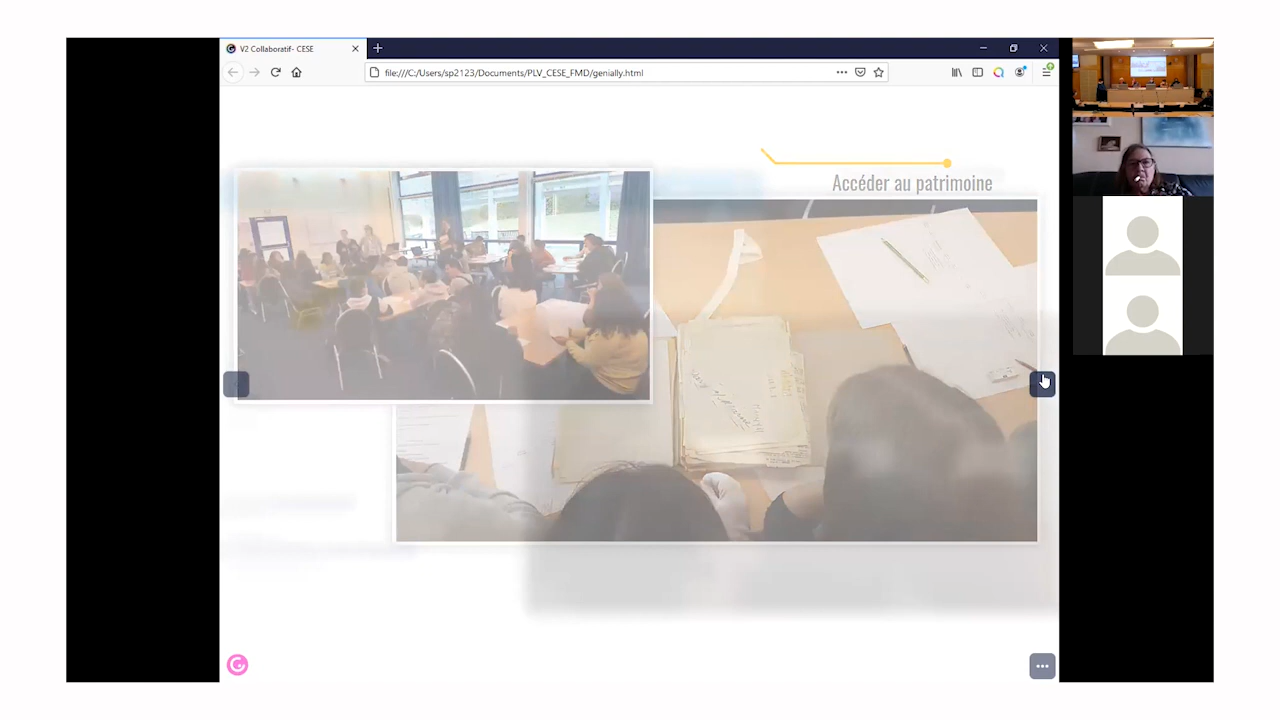 V2 Collaboratif- CESE
file:///C:/Users/sp2123/Documents/PLV_CESE_FMD/genially.html
Accéder au patrimoine